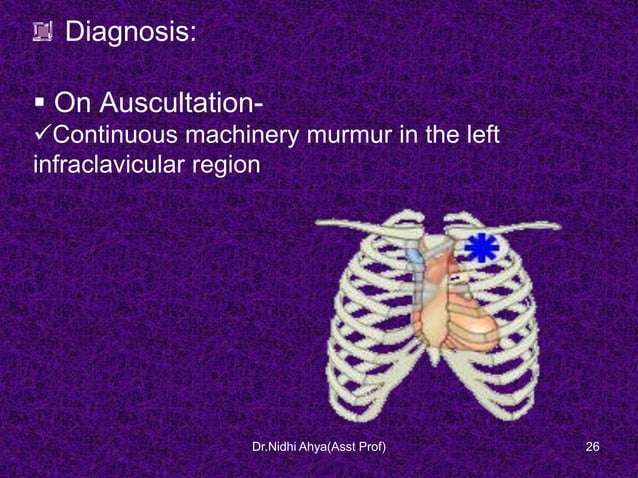 Diagnosis:
▪ On Auscultation-
✓Continuous machinery murmur in the left
infraclavicular region
Dr.Nidhi Ahya(Asst Prof)
26